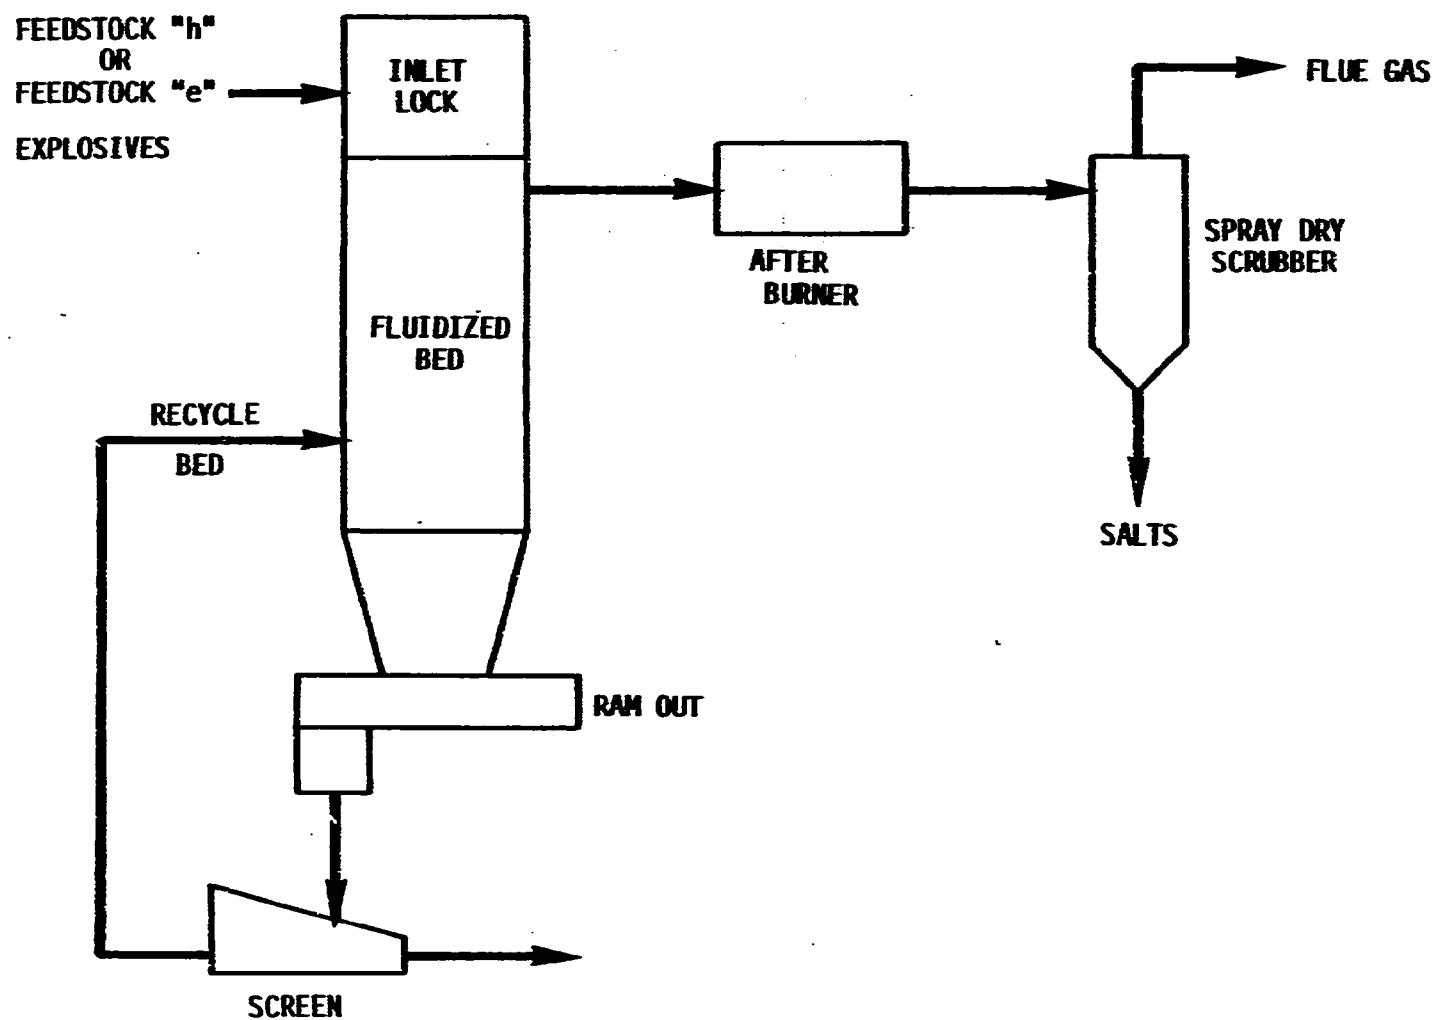 FEEDSTOCK "h"
OR
FEEDSTOCK "e"
EXPLOSIVES
INLET
LOCK
FLUE GAS
SPRAY DRY
SCRUBBER
AFTER
BURNER
FLUIDIZED
BED
RECYCLE
BED
SALTS
RAM OUT
SCREEN